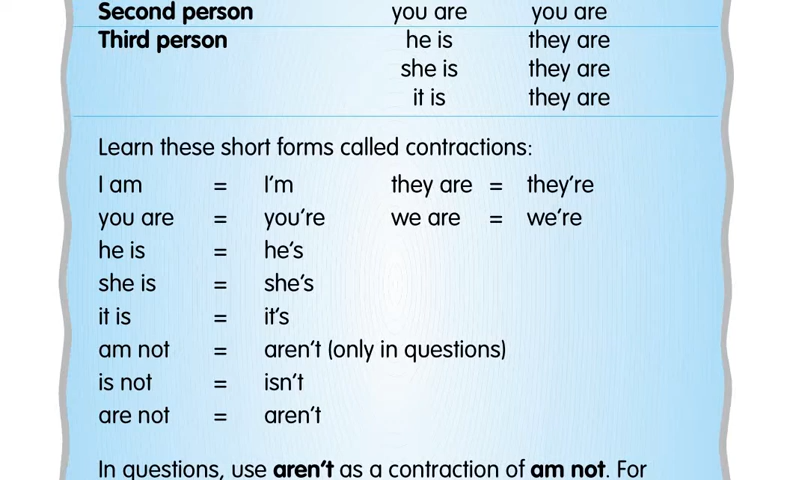 Second person you are you are
Third person he is they are
she is they are
it is they are
Learn these short forms called contractions:
I am = I'm they are = they're
you are = you're we are = we're
he is = he's
she is = she's
it is = it's
am not = aren't (only in questions)
is not = isn't
are not = aren't
In questions, use aren't as a contraction of am not. For